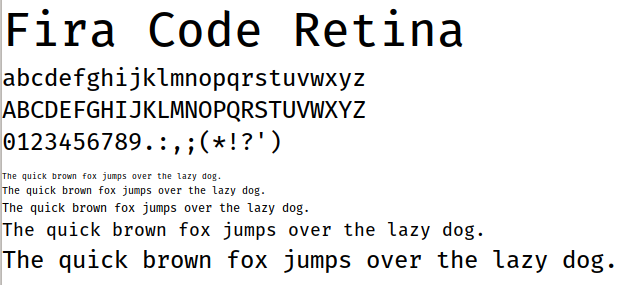 Fira Code Retina
abcdefghijklmnopqrstuvwxyz
ABCDEFGHIJKLMNOPQRSTUVWXYZ
0123456789.:,;(*!?')
The quick brown fox jumps over the lazy dog.
The quick brown fox jumps over the lazy dog.
The quick brown fox jumps over the lazy dog.
The quick brown fox jumps over the lazy dog.
The quick brown fox jumps over the lazy dog.